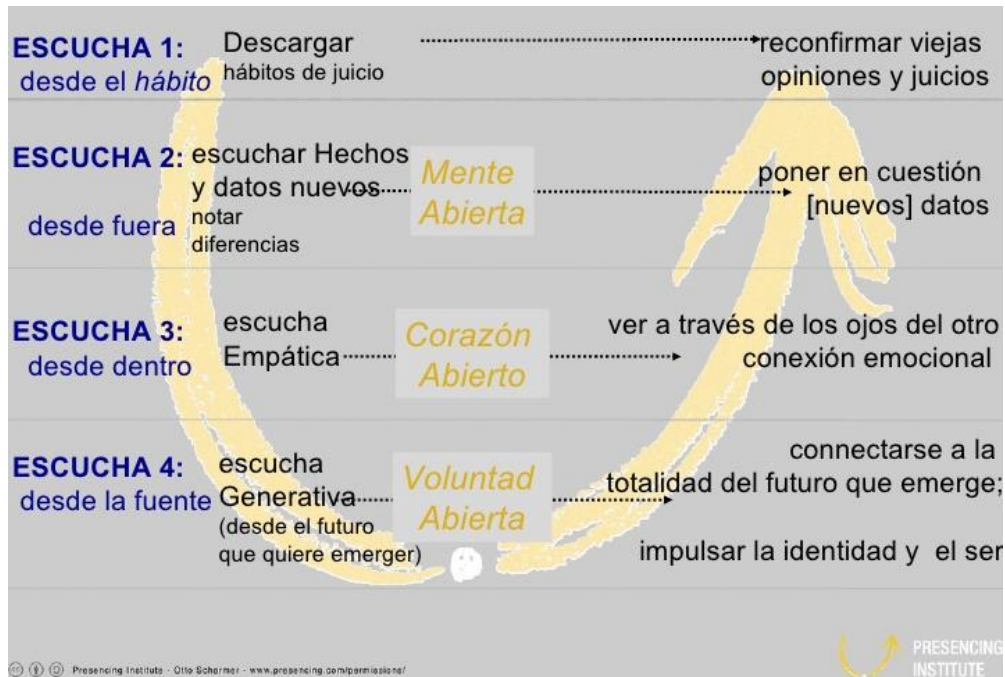 ESCUCHA 1:
desde el hábito
Descargar
hábitos de juicio
reconfirmar viejas
opiniones y juicios
ESCUCHA 2:
desde fuera
escuchar Hechos
y datos nuevos
notar
diferencias
Mente
Abierta
poner en cuestión
[nuevos] datos
ESCUCHA 3:
desde dentro
escucha
Empática
Corazón
Abierto
ver a través de los ojos del otro
conexión emocional
ESCUCHA 4:
desde la fuente
escucha
Generativa
(desde el futuro
que quiere emerger)
Voluntad
Abierta
connectarse a la
totalidad del futuro que emerge;
impulsar la identidad y el ser
Presencing Institute - Otto Scharmer - www.presencing.com/permissions/
PRESENCING
INSTITUTE